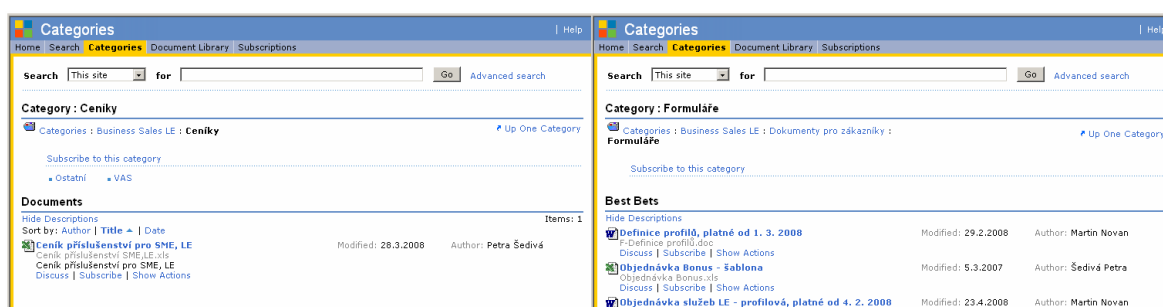 Categories
| Help
Home Search Categories Document Library Subscriptions
Search This site for Go Advanced search
Category : Ceníky
Categories : Business Sales LE : Ceníky
Up One Category
Subscribe to this category
Ostatní VAS
Documents
Hide Descriptions
Items: 1
Sort by: Author | Title | Date
Ceník příslušenství pro SME, LE Modified: 28.3.2008 Author: Petra Šedivá
Ceník příslušenství SME,LE.xls
Ceník příslušenství pro SME, LE
Discuss | Subscribe | Show Actions
Categories
| Help
Home Search Categories Document Library Subscriptions
Search This site for Go Advanced search
Category : Formuláře
Categories : Business Sales LE : Dokumenty pro zákazníky :
Formuláře
Up One Category
Subscribe to this category
Best Bets
Hide Descriptions
Definice profilů, platné od 1. 3. 2008 Modified: 29.2.2008 Author: Martin Novan
F-Definice profilů.doc
Discuss | Subscribe | Show Actions
Objednávka Bonus - šablona Modified: 5.3.2007 Author: Šedivá Petra
Objednávka Bonus.xls
Discuss | Subscribe | Show Actions
Objednávka služeb LE - profilová, platné od 4. 2. 2008 Modified: 23.4.2008 Author: Martin Novan